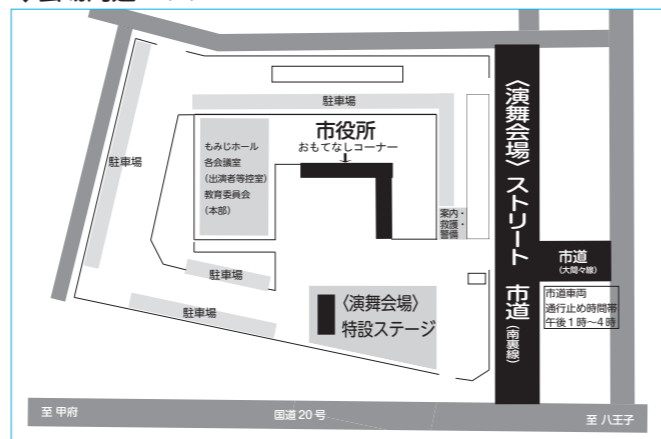 駐車場
市役所
おもてなしコーナー
もみじホール
各会議室
(出演者等控室)
教育委員会
(本部)
駐車場
案内・
救護・
警備
駐車場
駐車場
〈演舞会場〉
特設ステージ
〈演舞会場〉ストリート 市道(南裏線)
市道
(大間々線)
市道車両
通行止め時間帯
午後1時〜4時
至 甲府
国道20号
至 八王子